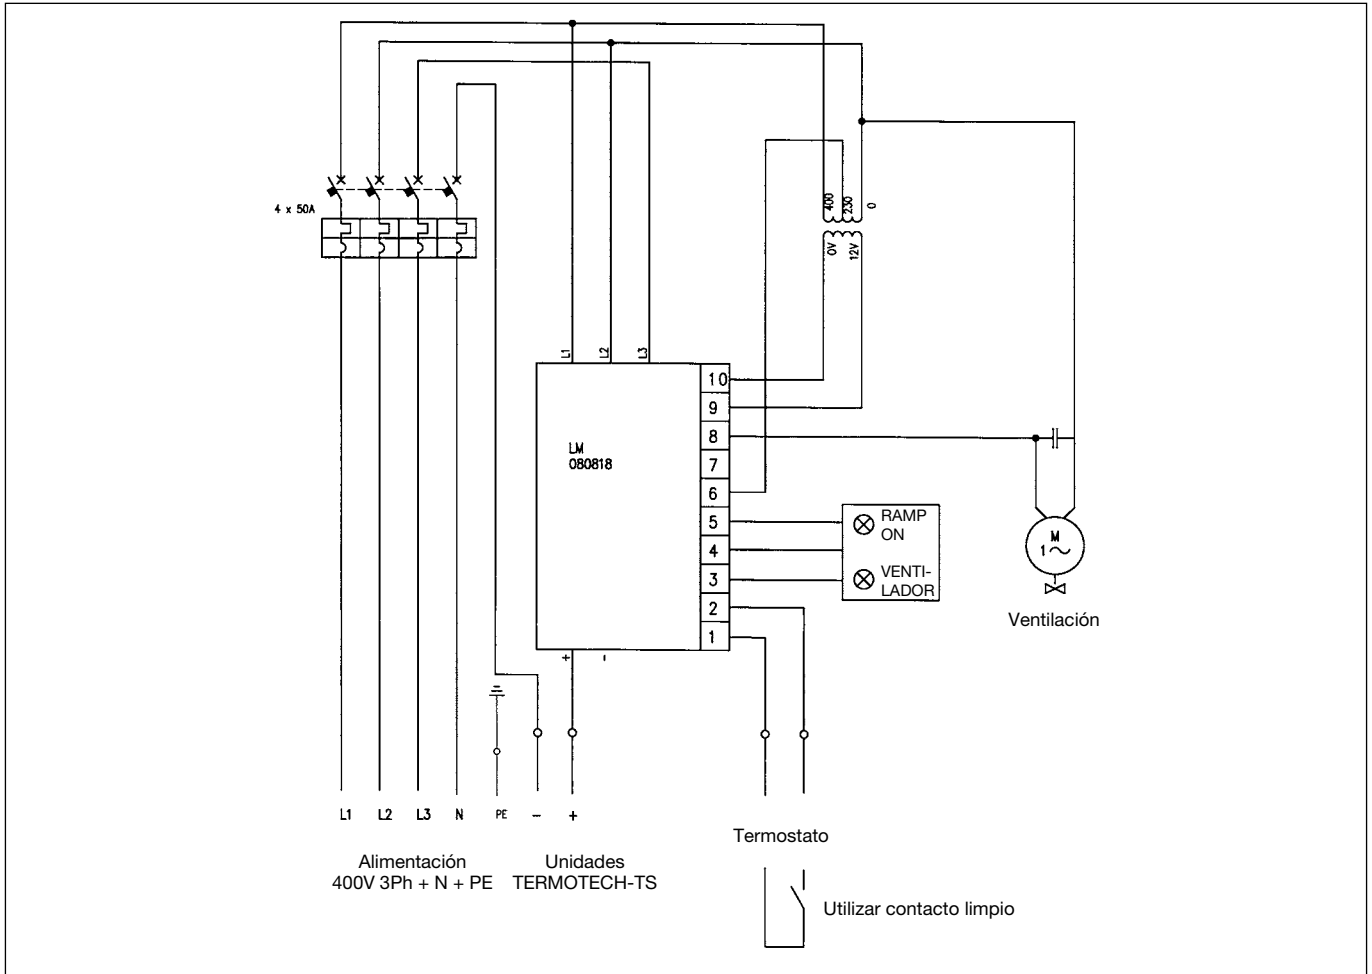 4 x 50A
400
230
0
0V
12V
L1
L2
L3
10
9
8
7
6
5
4
3
2
1
LM
080818
+
-
RAMP
ON
VENTI-
LADOR
M
1~
Ventilación
L1
L2
L3
N
PE
-
+
Alimentación
400V 3Ph + N + PE
Unidades
TERMOTECH-TS
Termostato
Utilizar contacto limpio